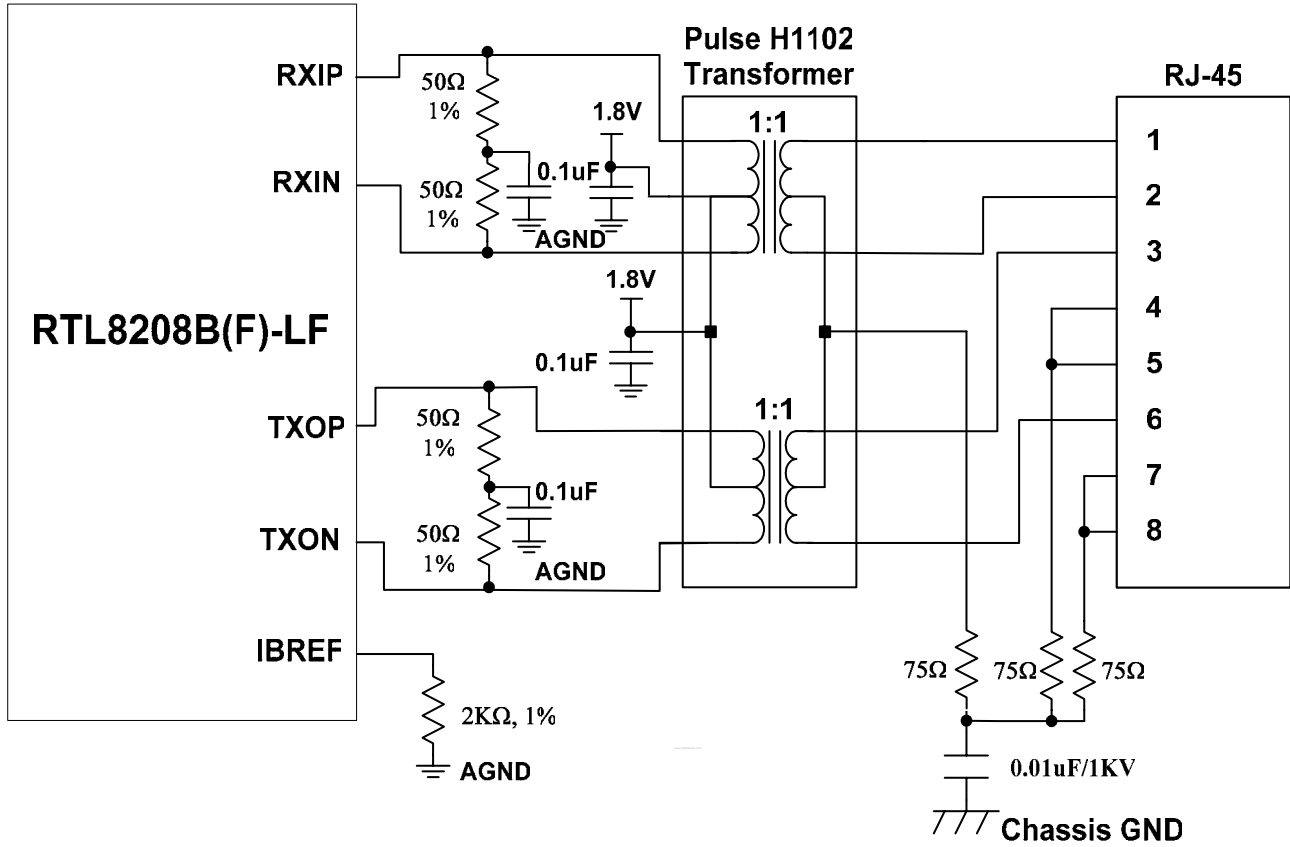 Pulse H1102
Transformer
RJ-45
RXIP
50Ω
1%
1.8V
1:1
1
RXIN
50Ω
1%
0.1uF
AGND
2
3
1.8V
4
RTL8208B(F)-LF
0.1uF
5
1:1
TXOP
50Ω
1%
6
0.1uF
7
TXON
50Ω
1%
AGND
8
IBREF
75Ω
75Ω
75Ω
2KΩ, 1%
AGND
0.01uF/1KV
Chassis GND